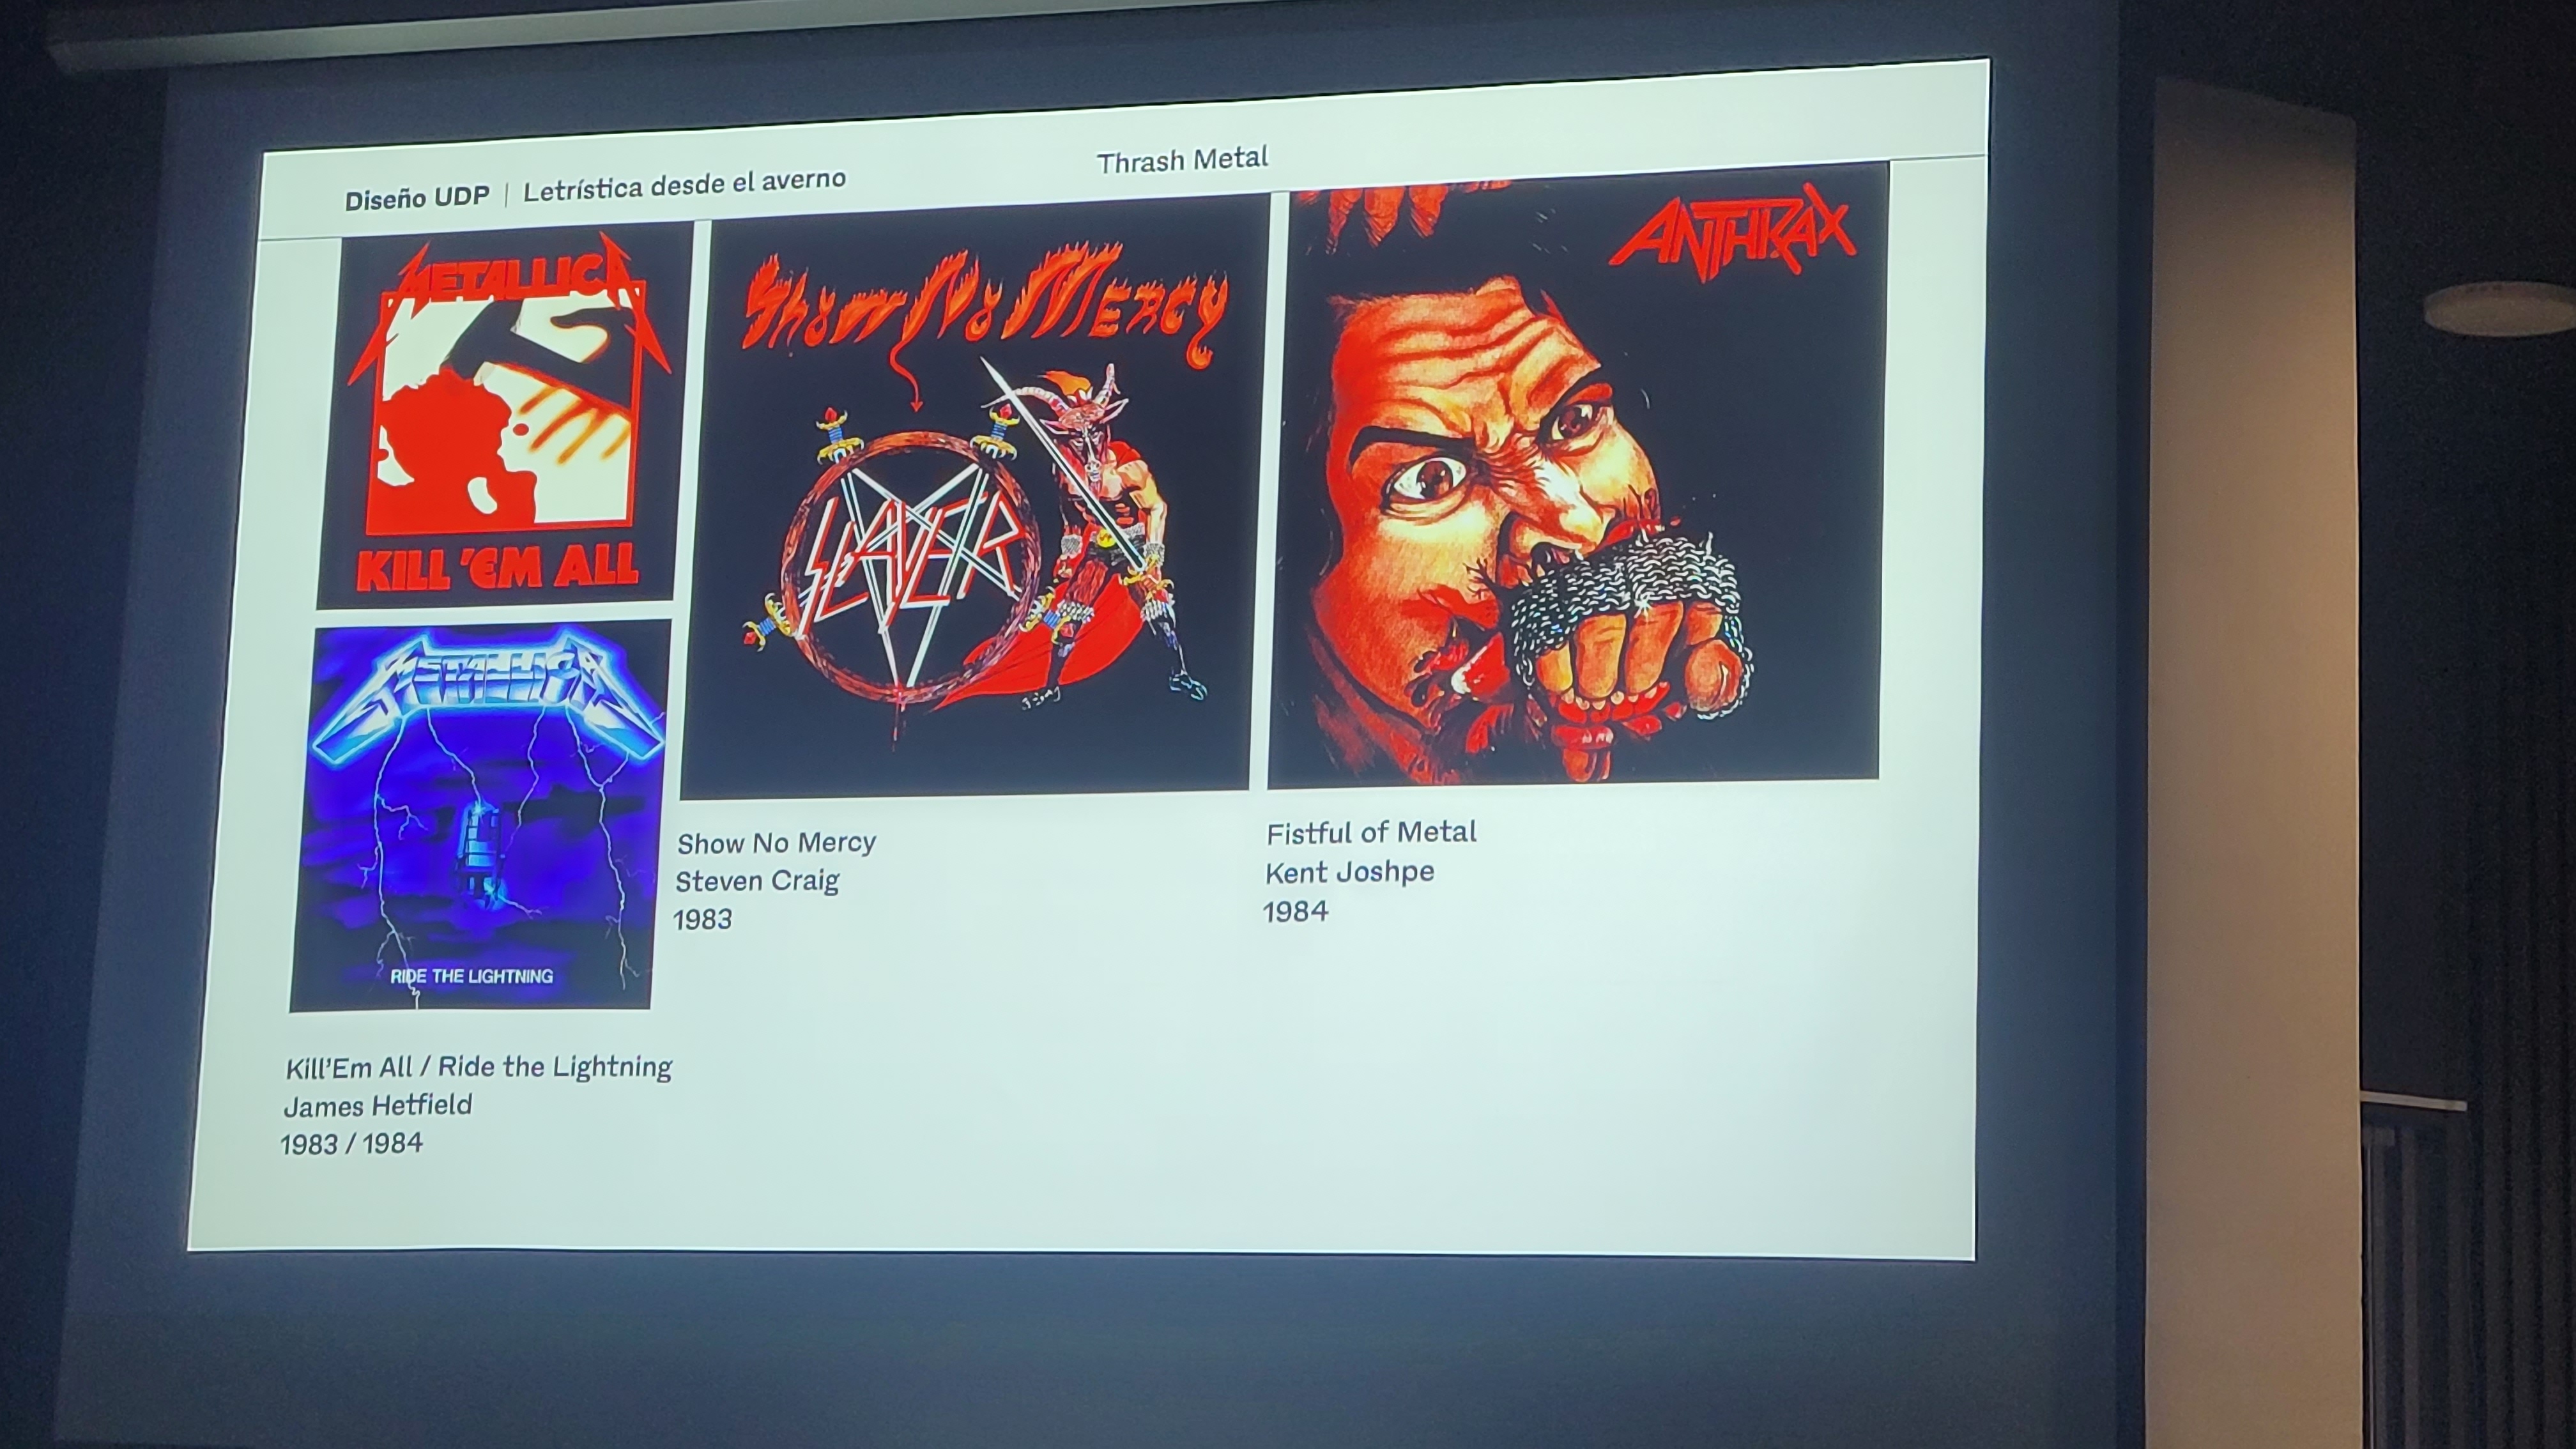 Diseño UDP | Letrística desde el averno
Thrash Metal
METALLICA
KILL 'EM ALL
METALLICA
RIDE THE LIGHTNING
Kill'Em All / Ride the Lightning
James Hetfield
1983 / 1984
Show No Mercy
SLAYER
Show No Mercy
Steven Craig
1983
ANTHRAX
Fistful of Metal
Kent Joshpe
1984